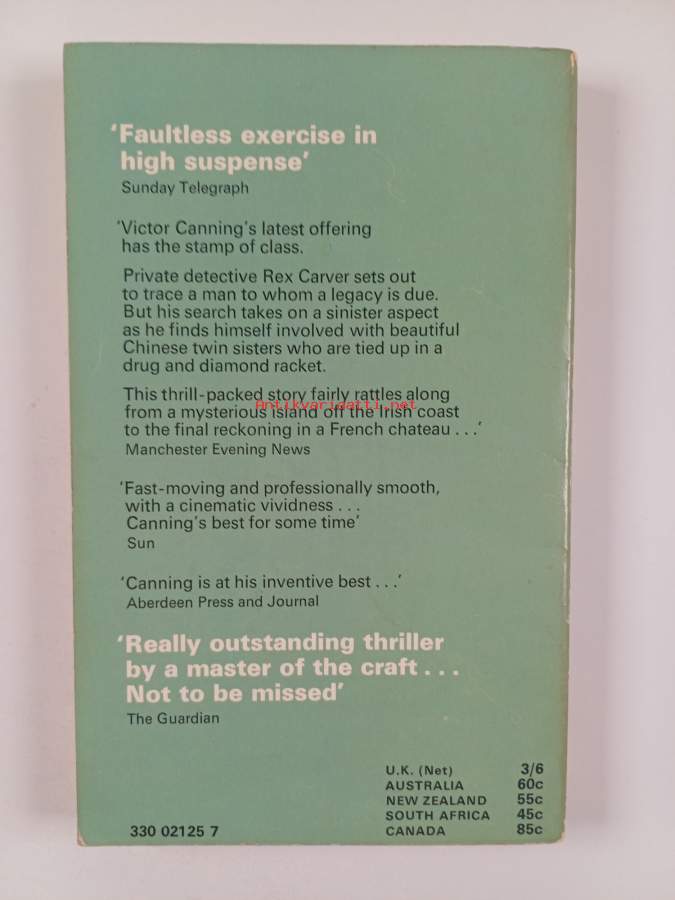 ‘Faultless exercise in
high suspense’
Sunday Telegraph
‘Victor Canning’s latest offering
has the stamp of class.
Private detective Rex Carver sets out
to trace a man to whom a legacy is due.
But his search takes on a sinister aspect
as he finds himself involved with beautiful
Chinese twin sisters who are tied up in a
drug and diamond racket.
This thrill-packed story fairly rattles along
Antikvariaatti.net
from a mysterious island off the Irish coast
to the final reckoning in a French chateau . . .’
Manchester Evening News
‘Fast-moving and professionally smooth,
with a cinematic vividness . . .
Canning’s best for some time’
Sun
‘Canning is at his inventive best . . .’
Aberdeen Press and Journal
‘Really outstanding thriller
by a master of the craft . . .
Not to be missed’
The Guardian
U.K. (Net) 3/6
AUSTRALIA 60c
NEW ZEALAND 55c
SOUTH AFRICA 45c
CANADA 85c
330 02125 7